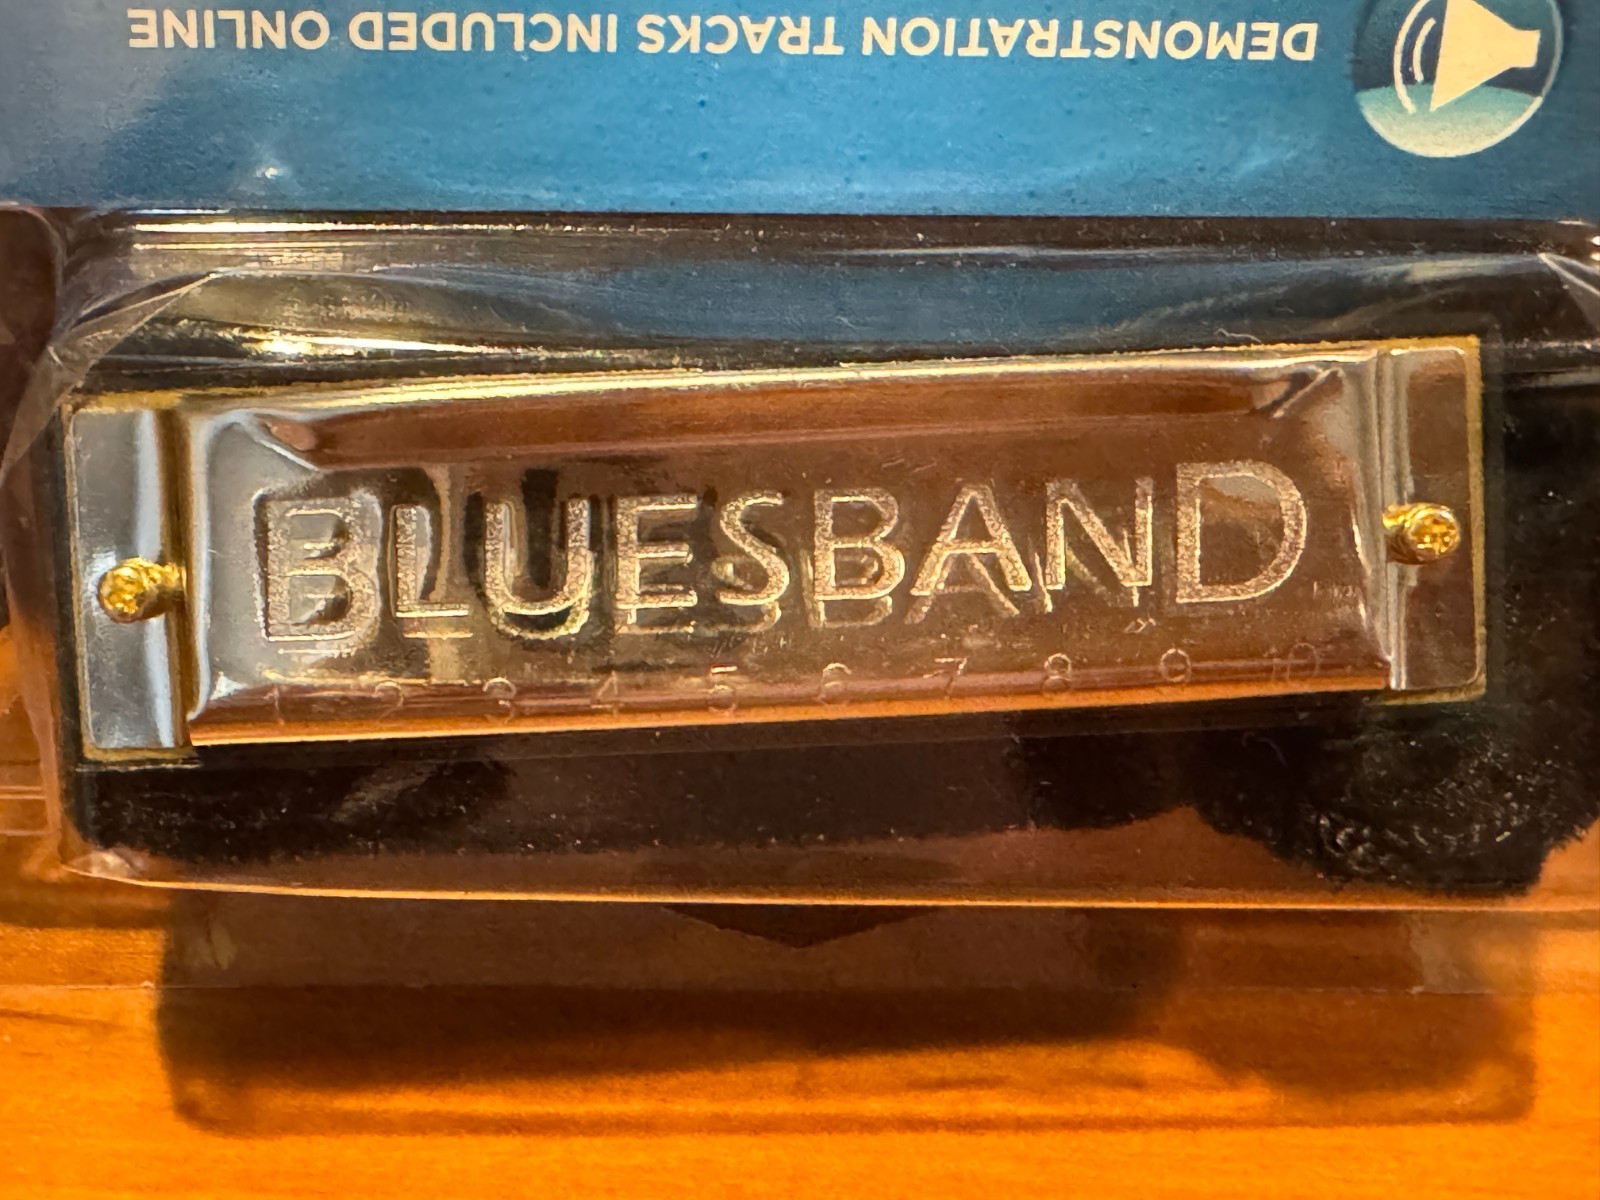 DEMONSTRATION TRACKS INCLUDED ONLINE
BLUESBAND
1 2 3 4 5 6 7 8 9 10